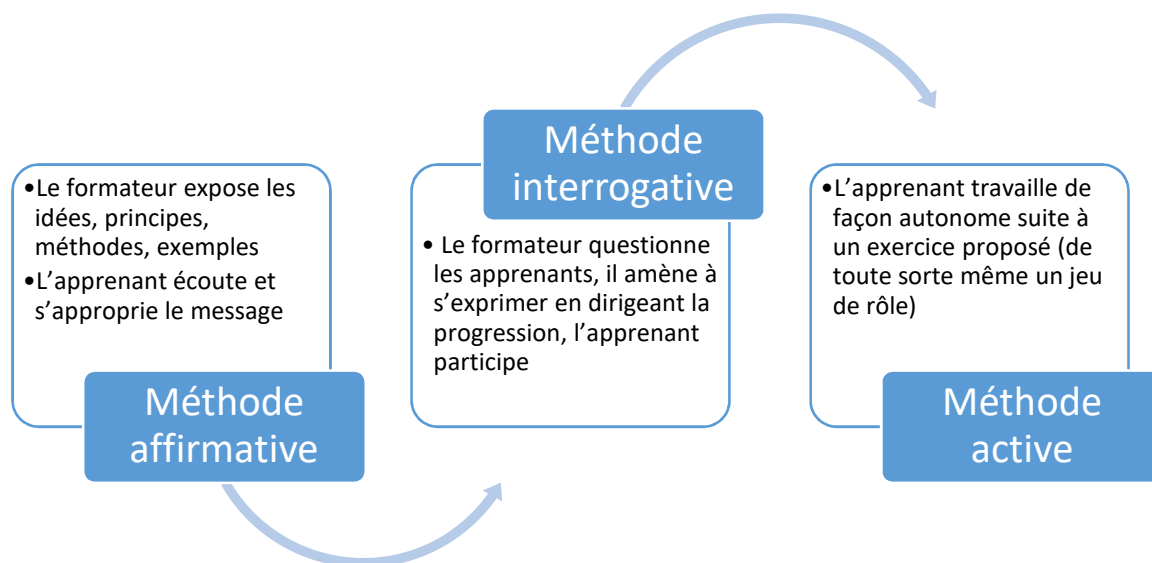 •Le formateur expose les
idées, principes,
méthodes, exemples
•L’apprenant écoute et
s’approprie le message
Méthode
affirmative
Méthode
interrogative
• Le formateur questionne
les apprenants, il amène à
s’exprimer en dirigeant la
progression, l’apprenant
participe
•L’apprenant travaille de
façon autonome suite à
un exercice proposé (de
toute sorte même un jeu
de rôle)
Méthode
active